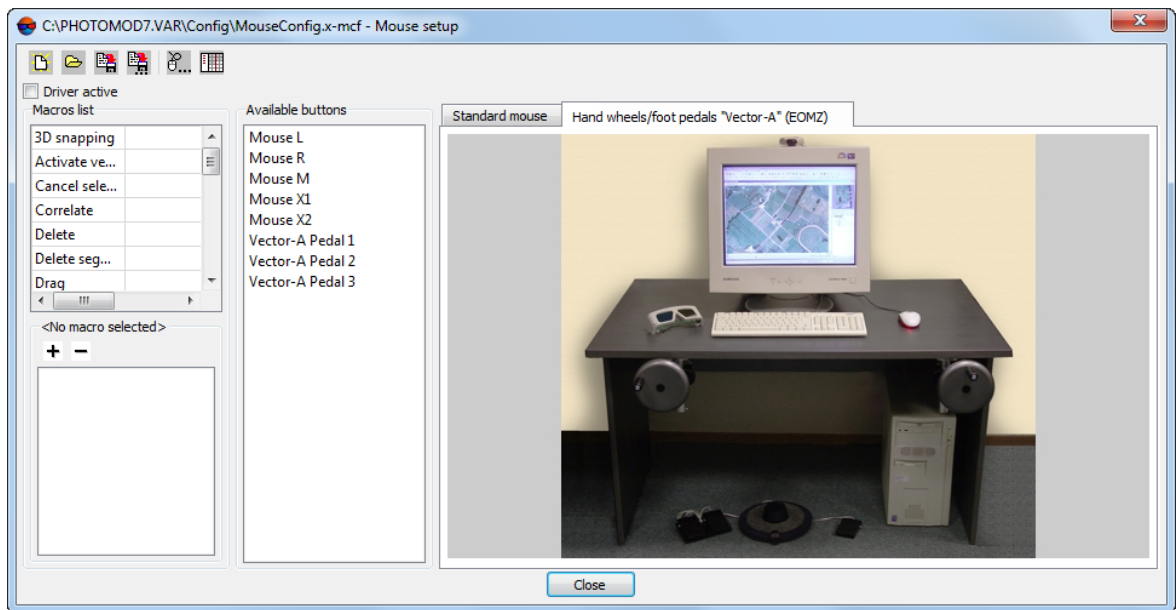 C:\PHOTOMOD7.VAR\Config\MouseConfig.x-mcf - Mouse setup
Driver active
Macros list
3D snapping
Activate ve...
Cancel sele...
Correlate
Delete
Delete seg...
Drag
<No macro selected>
Available buttons
Mouse L
Mouse R
Mouse M
Mouse X1
Mouse X2
Vector-A Pedal 1
Vector-A Pedal 2
Vector-A Pedal 3
Standard mouse
Hand wheels/foot pedals "Vector-A" (EOMZ)
Close